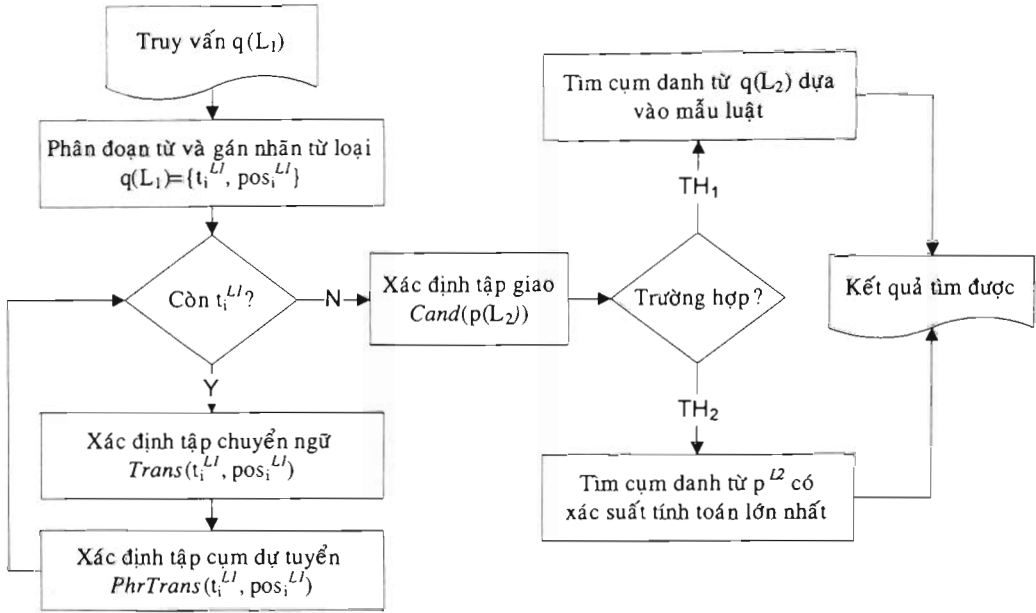 Truy vấn q(L₁)
Phân đoạn từ và gán nhãn từ loại
q(L₁)={tᵢ^L1, posᵢ^L1}
Còn tᵢ^L1?
N
Y
Xác định tập chuyển ngữ
Trans(tᵢ^L1, posᵢ^L1)
Xác định tập cụm dự tuyển
PhrTrans(tᵢ^L1, posᵢ^L1)
Xác định tập giao
Cand(p(L₂))
Trường hợp?
TH₁
Tìm cụm danh từ q(L₂) dựa
vào mẫu luật
TH₂
Tìm cụm danh từ p^L2 có
xác suất tính toán lớn nhất
Kết quả tìm được